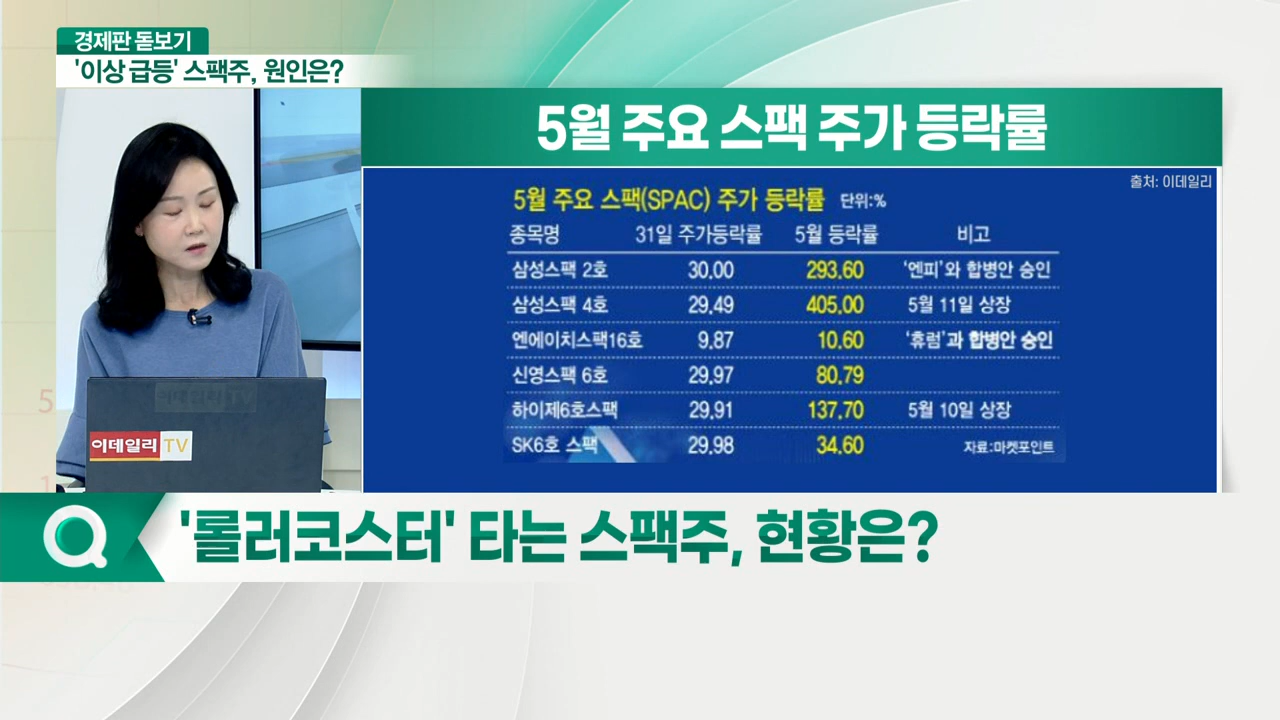 경제판 돋보기
'이상 급등' 스팩주, 원인은?
5월 주요 스팩 주가 등락률
출처: 이데일리
5월 주요 스팩(SPAC) 주가 등락률 단위:%
종목명 31일 주가등락률 5월 등락률 비고
삼성스팩 2호 30.00 293.60 '엔피'와 합병안 승인
삼성스팩 4호 29.49 405.00 5월 11일 상장
엔에이치스팩16호 9.87 10.60 '휴럼'과 합병안 승인
신영스팩 6호 29.97 80.79
하이제6호스팩 29.91 137.70 5월 10일 상장
SK6호 스팩 29.98 34.60 자료:마켓포인트
이데일리TV
이데일리 TV
'롤러코스터' 타는 스팩주, 현황은?